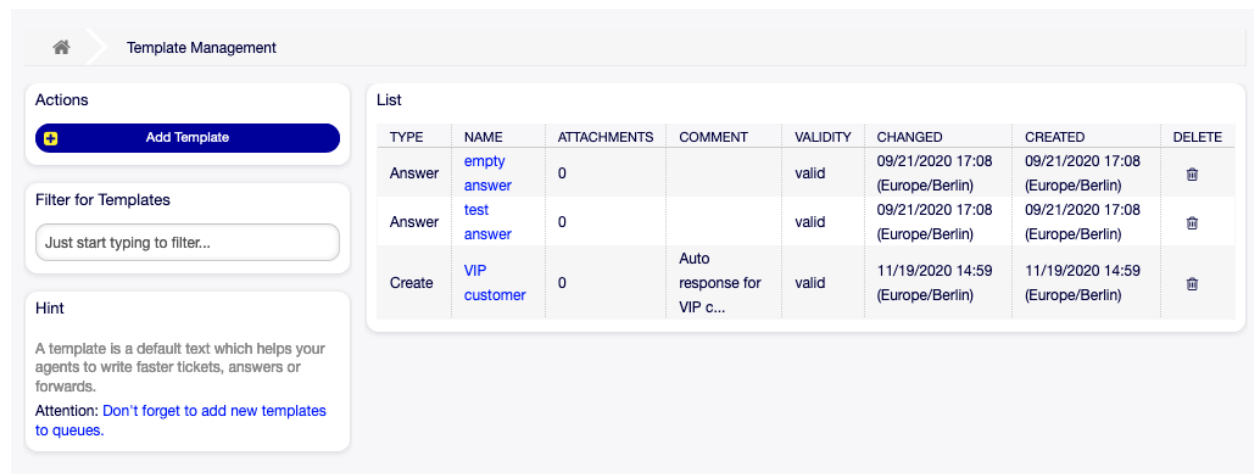 Template Management
Actions
Add Template
Filter for Templates
Just start typing to filter...
Hint
A template is a default text which helps your
agents to write faster tickets, answers or
forwards.
Attention: Don't forget to add new templates
to queues.
List
TYPE NAME ATTACHMENTS COMMENT VALIDITY CHANGED CREATED DELETE
Answer empty answer 0 valid 09/21/2020 17:08 (Europe/Berlin) 09/21/2020 17:08 (Europe/Berlin)
Answer test answer 0 valid 09/21/2020 17:08 (Europe/Berlin) 09/21/2020 17:08 (Europe/Berlin)
Create VIP customer 0 Auto response for VIP c... valid 11/19/2020 14:59 (Europe/Berlin) 11/19/2020 14:59 (Europe/Berlin)